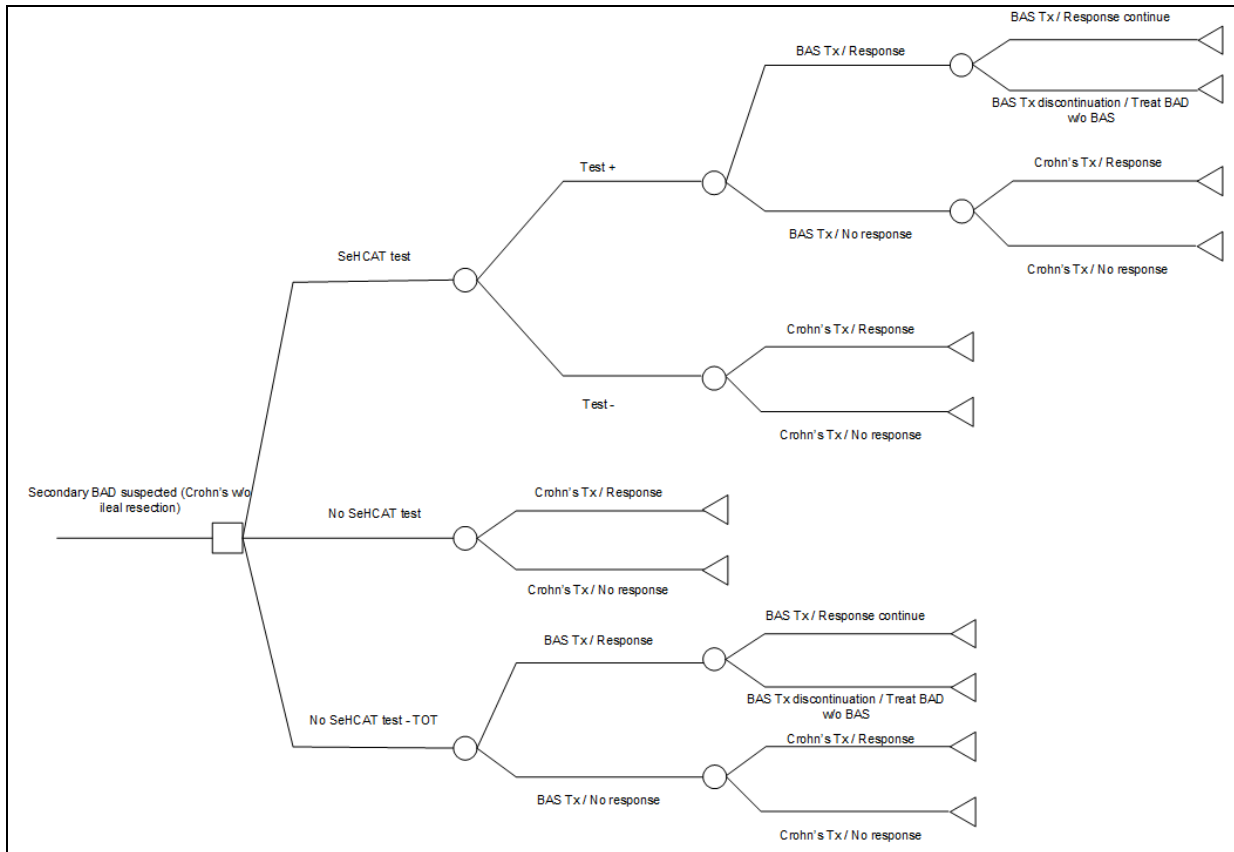 BAS Tx / Response continue
BAS Tx / Response
BAS Tx discontinuation / Treat BAD
w/o BAS
Test +
Crohn's Tx / Response
BAS Tx / No response
Crohn's Tx / No response
SeHCAT test
Crohn's Tx / Response
Test -
Crohn's Tx / No response
Secondary BAD suspected (Crohn's w/o
ileal resection)
Crohn's Tx / Response
No SeHCAT test
Crohn's Tx / No response
BAS Tx / Response continue
BAS Tx / Response
BAS Tx discontinuation / Treat BAD
w/o BAS
No SeHCAT test - TOT
Crohn's Tx / Response
BAS Tx / No response
Crohn's Tx / No response